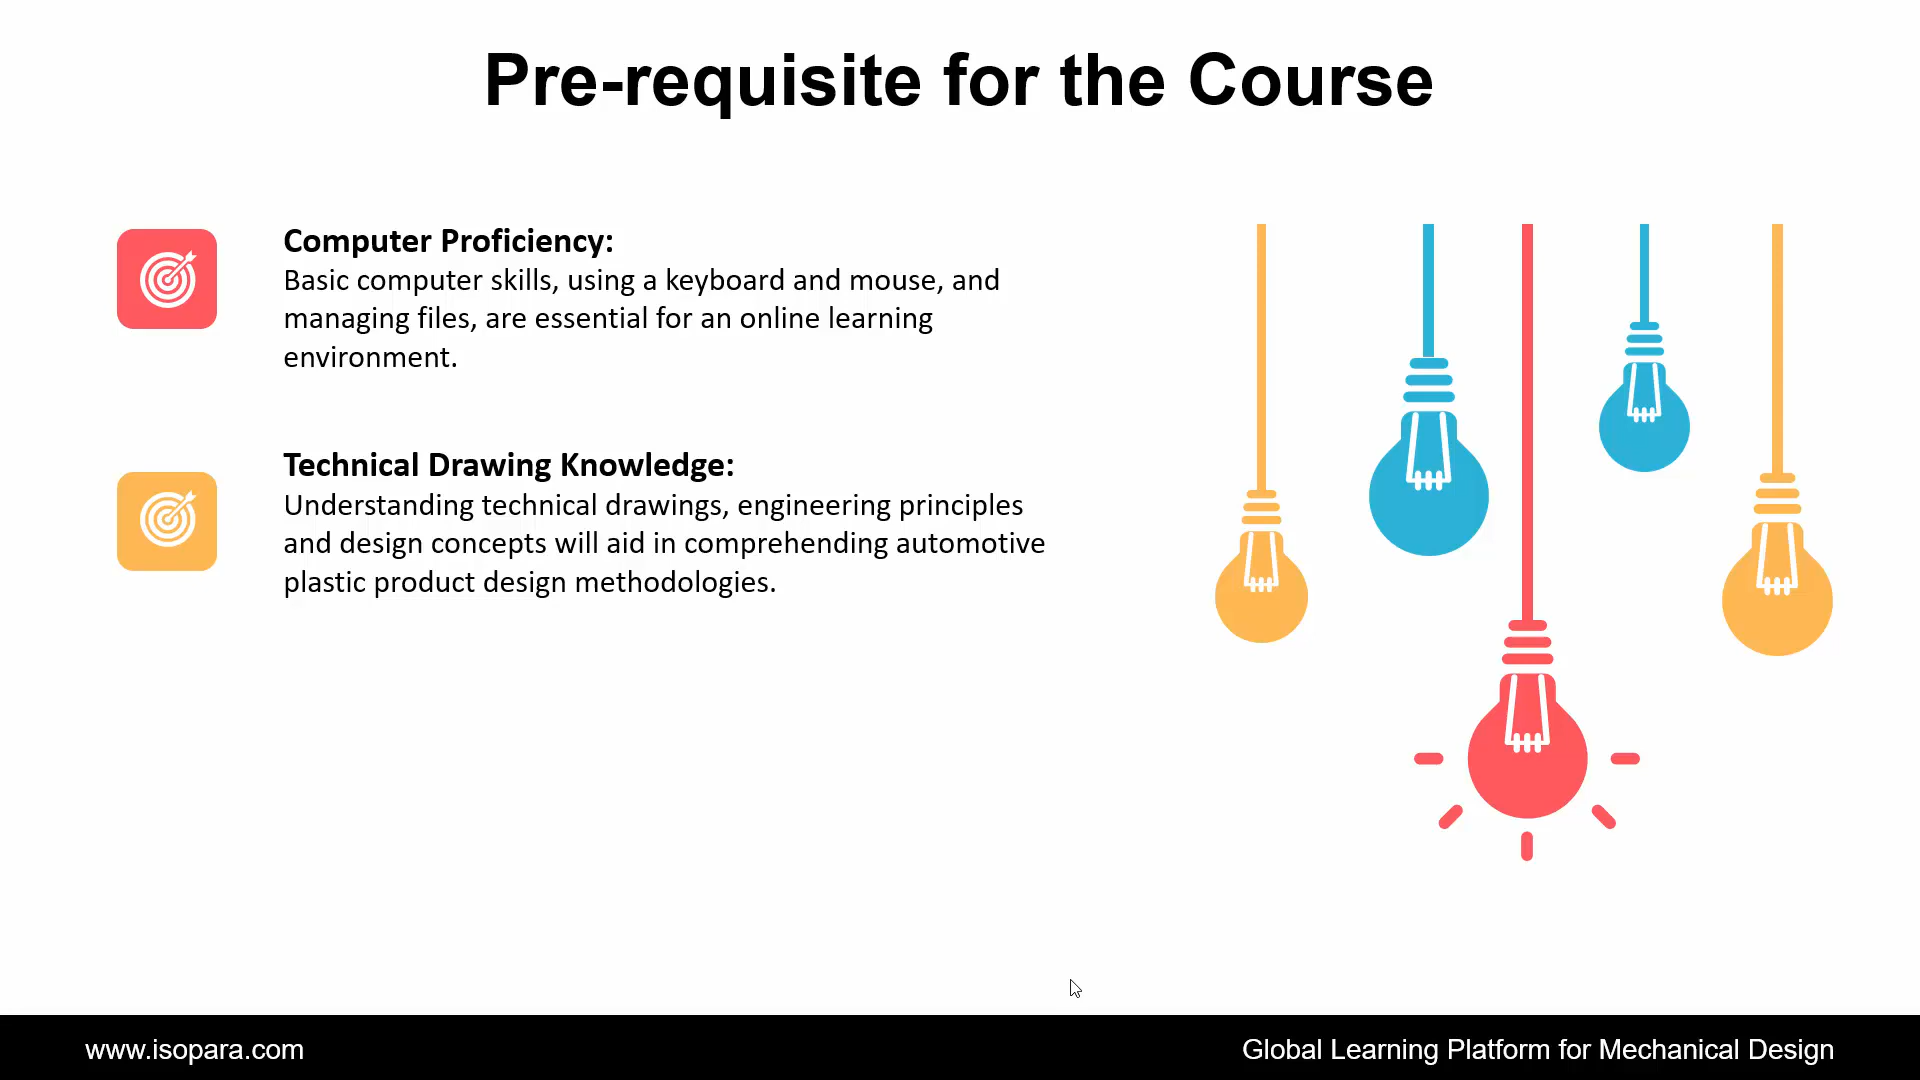 Pre-requisite for the Course
Computer Proficiency:
Basic computer skills, using a keyboard and mouse, and
managing files, are essential for an online learning
environment.
Technical Drawing Knowledge:
Understanding technical drawings, engineering principles
and design concepts will aid in comprehending automotive
plastic product design methodologies.
www.isopara.com
Global Learning Platform for Mechanical Design